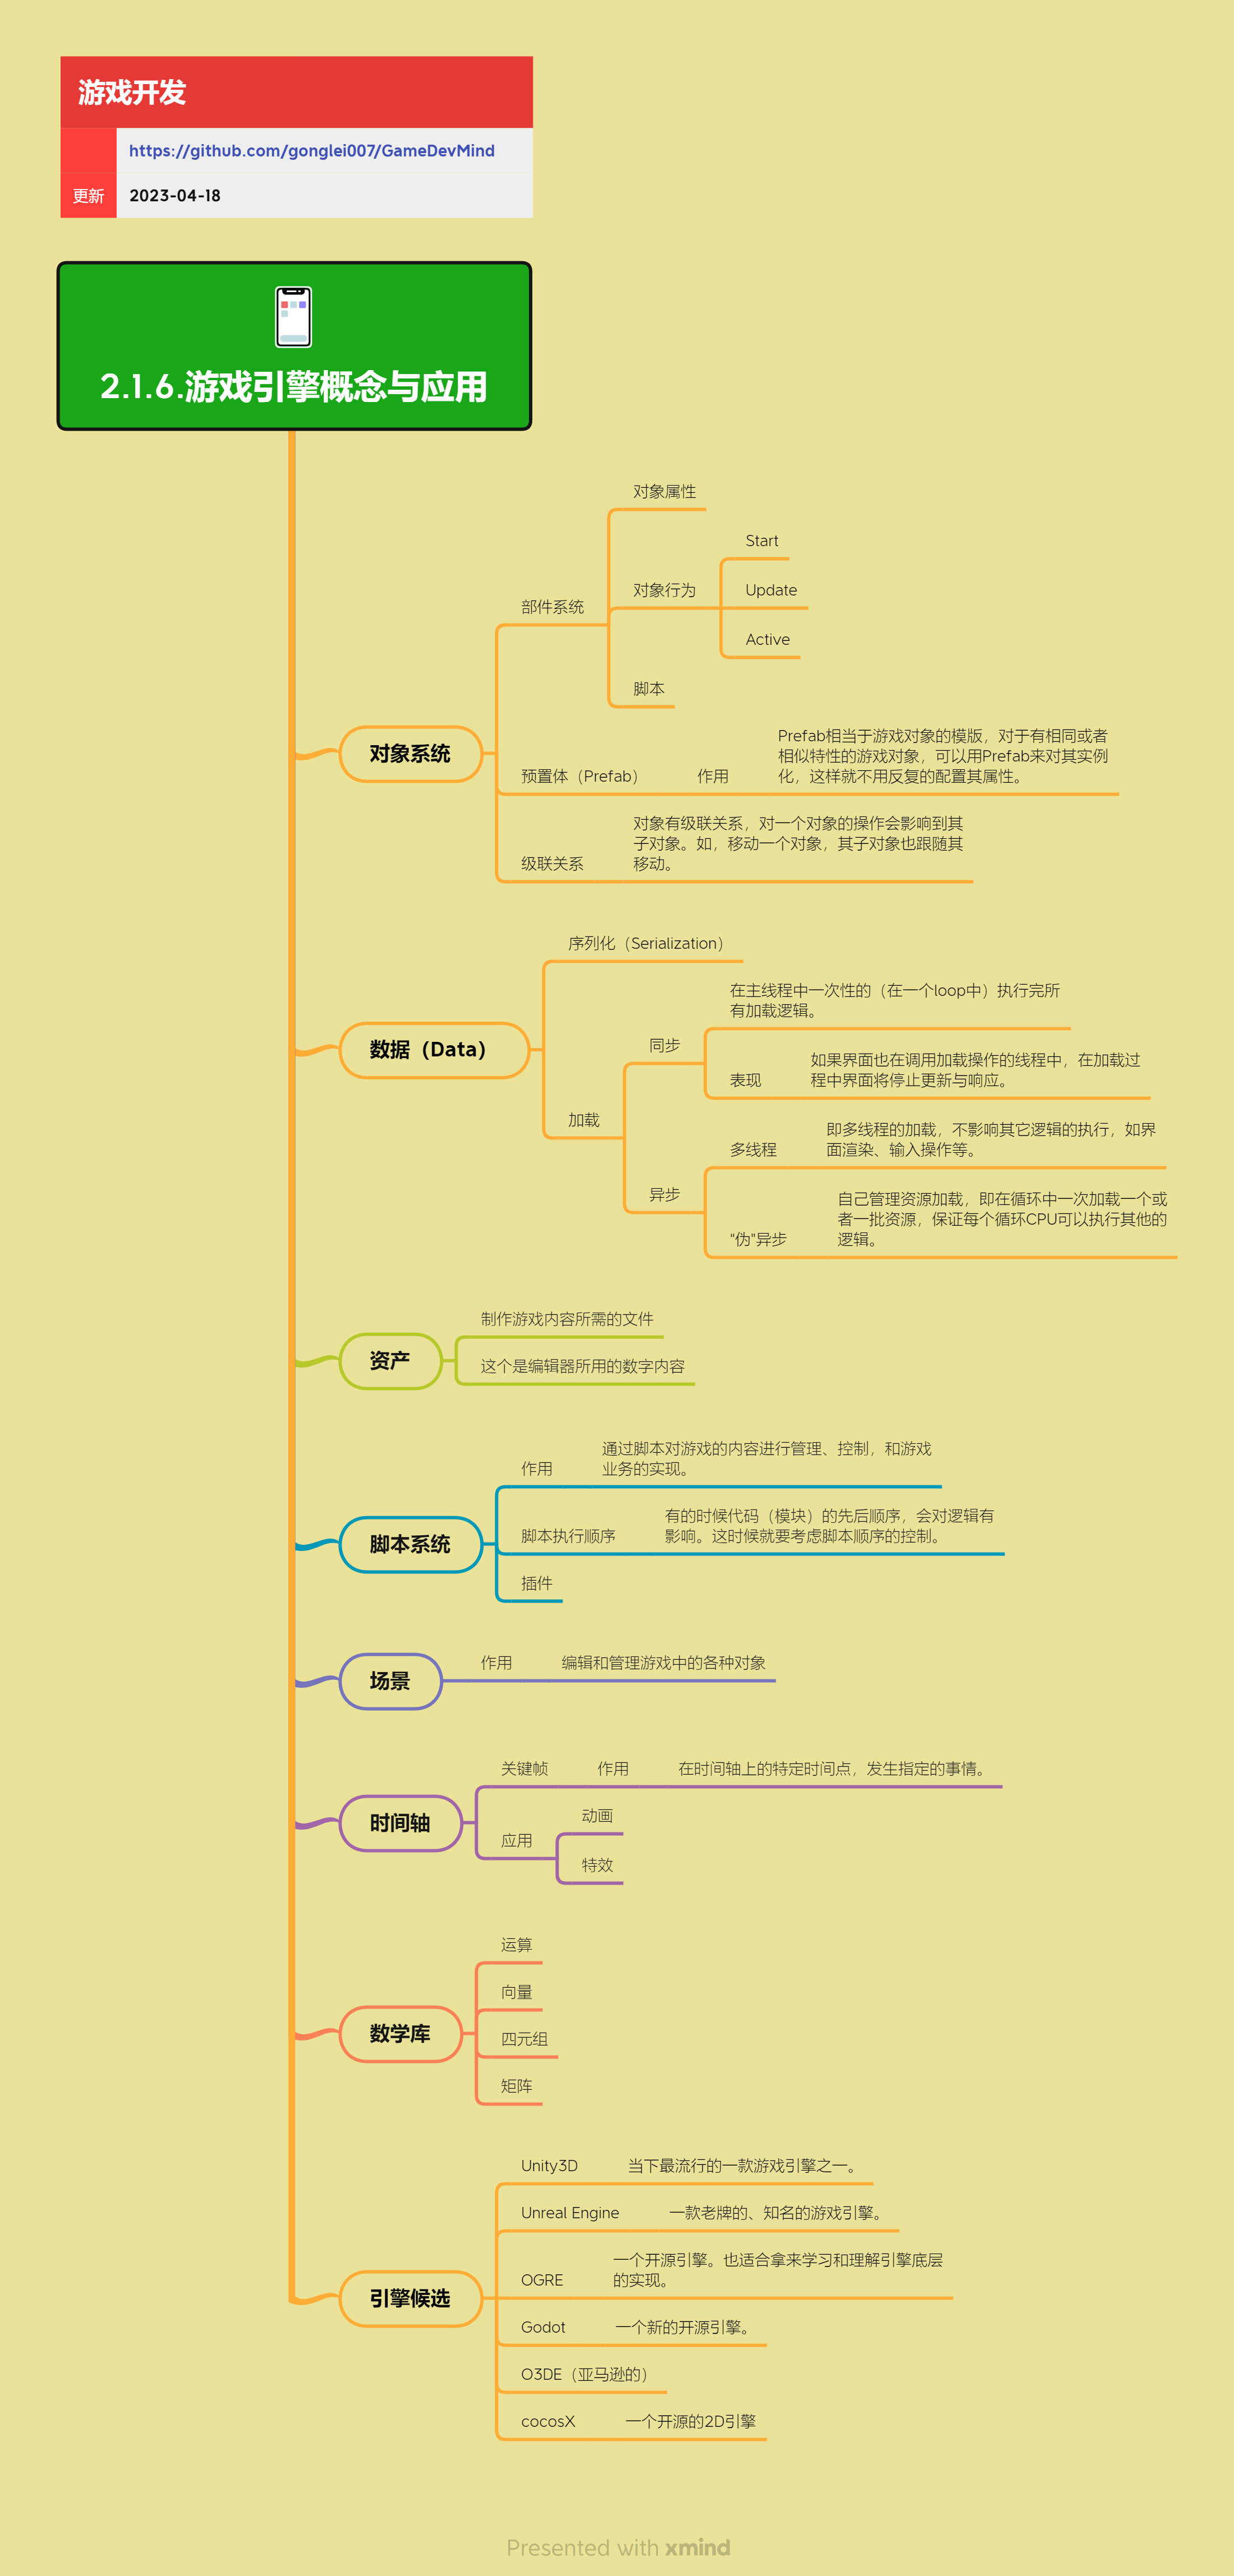 游戏开发
https://github.com/gonglei007/GameDevMind
更新 2023-04-18
2.1.6.游戏引擎概念与应用
对象系统
部件系统
对象属性
对象行为
Start
Update
Active
脚本
预置体（Prefab）
作用
Prefab相当于游戏对象的模版，对于有相同或者
相似特性的游戏对象，可以用Prefab来对其实例
化，这样就不用反复的配置其属性。
级联关系
对象有级联关系，对一个对象的操作会影响到其
子对象。如，移动一个对象，其子对象也跟随其
移动。
数据（Data）
序列化（Serialization）
加载
同步
在主线程中一次性的（在一个loop中）执行完所
有加载逻辑。
表现
如果界面也在调用加载操作的线程中，在加载过
程中界面将停止更新与响应。
异步
多线程
即多线程的加载，不影响其它逻辑的执行，如界
面渲染、输入操作等。
“伪”异步
自己管理资源加载，即在循环中一次加载一个或
者一批资源，保证每个循环CPU可以执行其他的
逻辑。
资产
制作游戏内容所需的文件
这个是编辑器所用的数字内容
脚本系统
作用
通过脚本对游戏的内容进行管理、控制，和游戏
业务的实现。
脚本执行顺序
有的时候代码（模块）的先后顺序，会对逻辑有
影响。这时候就要考虑脚本顺序的控制。
插件
场景
作用
编辑和管理游戏中的各种对象
时间轴
关键帧
作用
在时间轴上的特定时间点，发生指定的事情。
应用
动画
特效
数学库
运算
向量
四元组
矩阵
引擎候选
Unity3D
当下最流行的一款游戏引擎之一。
Unreal Engine
一款老牌的、知名的游戏引擎。
OGRE
一个开源引擎。也适合拿来学习和理解引擎底层
的实现。
Godot
一个新的开源引擎。
O3DE（亚马逊的）
cocosX
一个开源的2D引擎
Presented with xmind